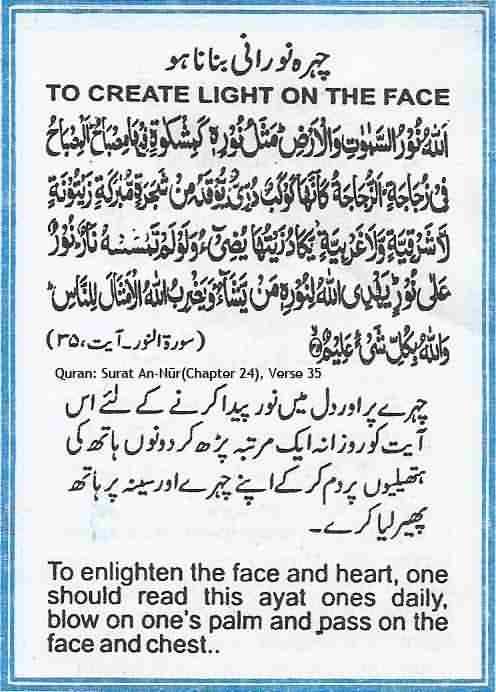 چہرہ نورانی بنانا ہو
TO CREATE LIGHT ON THE FACE
اَللّٰهُ نُوْرُ السَّمٰوٰتِ وَالْاَرْضِ ؕ مَثَلُ نُوْرِهٖ كَمِشْكٰوةٍ فِیْهَا مِصْبَاحٌ ؕ اَلْمِصْبَاحُ
فِیْ زُجَاجَةٍ ؕ اَلزُّجَاجَةُ كَاَنَّهَا كَوْكَبٌ دُرِّیٌّ یُّوْقَدُ مِنْ شَجَرَةٍ مُّبٰرَكَةٍ زَیْتُوْنَةٍ
لَّا شَرْقِیَّةٍ وَّلَا غَرْبِیَّةٍ ۙ یَّكَادُ زَیْتُهَا یُضِیْٓءُ وَلَوْ لَمْ تَمْسَسْهُ نَارٌ ؕ نُوْرٌ
عَلٰی نُوْرٍ ؕ یَهْدِی اللّٰهُ لِنُوْرِهٖ مَنْ یَّشَآءُ ؕ وَیَضْرِبُ اللّٰهُ الْاَمْثَالَ لِلنَّاسِ ؕ
وَاللّٰهُ بِكُلِّ شَیْءٍ عَلِیْمٌ (سورۃ النور۔ آیت، ۳۵)
Quran: Surat An-Nūr(Chapter 24), Verse 35
چہرے پر اور دل میں نور پیدا کرنے کے لئے اس
آیت کو روزانہ ایک مرتبہ پڑھ کر دونوں ہاتھ کی
ہتھیلیوں پر دم کر کے اپنے چہرے اور سینہ پر ہاتھ
پھیر لیا کرے۔
To enlighten the face and heart, one
should read this ayat ones daily,
blow on one's palm and pass on the
face and chest..